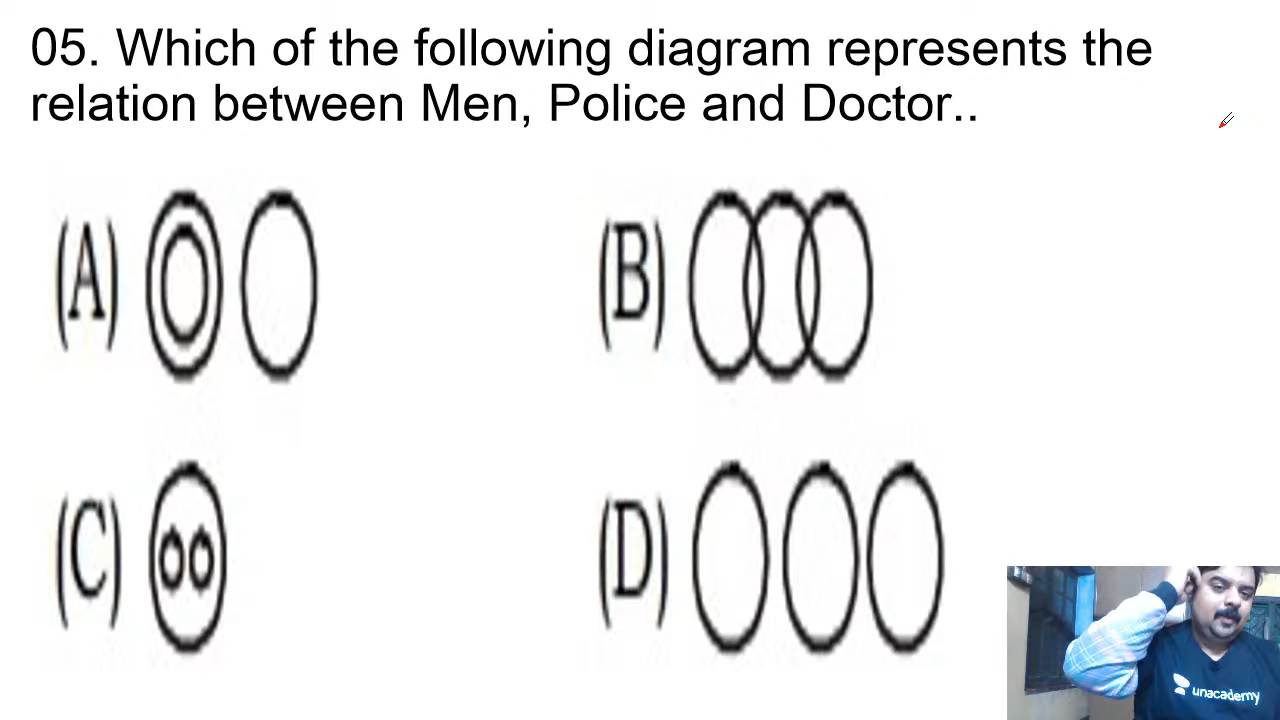 05. Which of the following diagram represents the
relation between Men, Police and Doctor..
(A)
(B)
(C)
(D)
unacademy